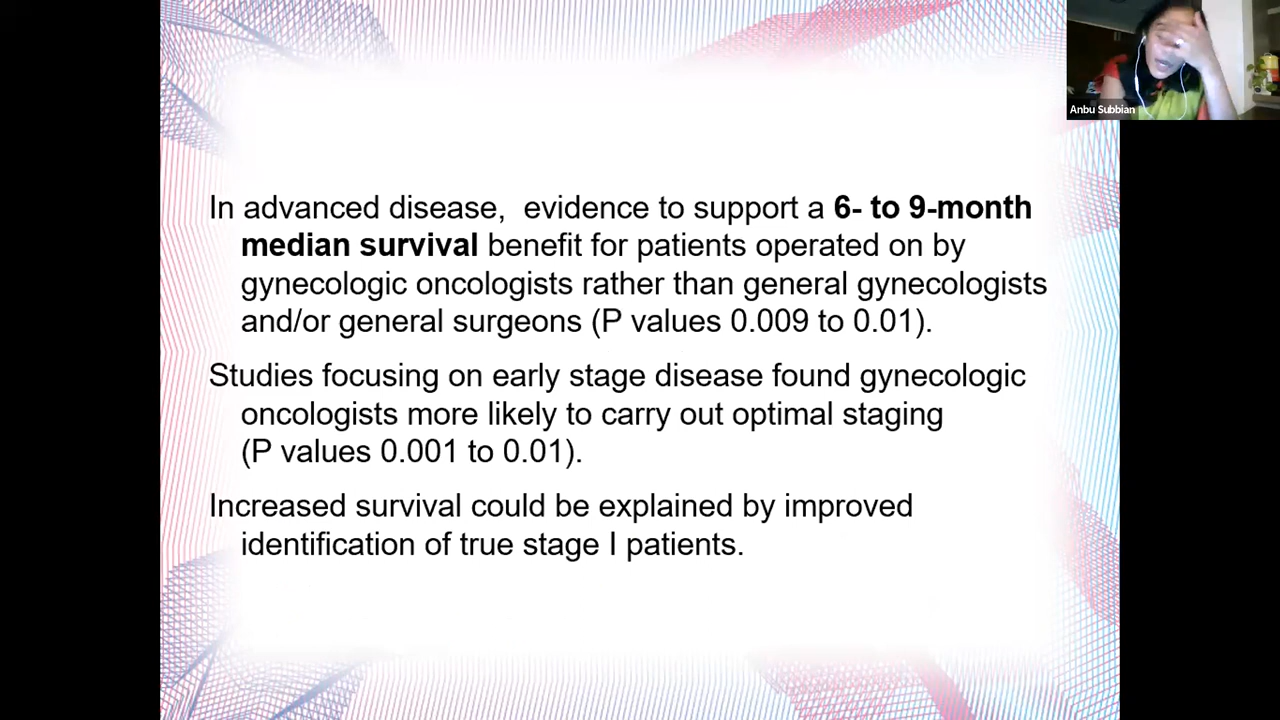 In advanced disease,  evidence to support a 6- to 9-month
median survival benefit for patients operated on by
gynecologic oncologists rather than general gynecologists
and/or general surgeons (P values 0.009 to 0.01).
Studies focusing on early stage disease found gynecologic
oncologists more likely to carry out optimal staging
(P values 0.001 to 0.01).
Increased survival could be explained by improved
identification of true stage I patients.
Anbu Subbian